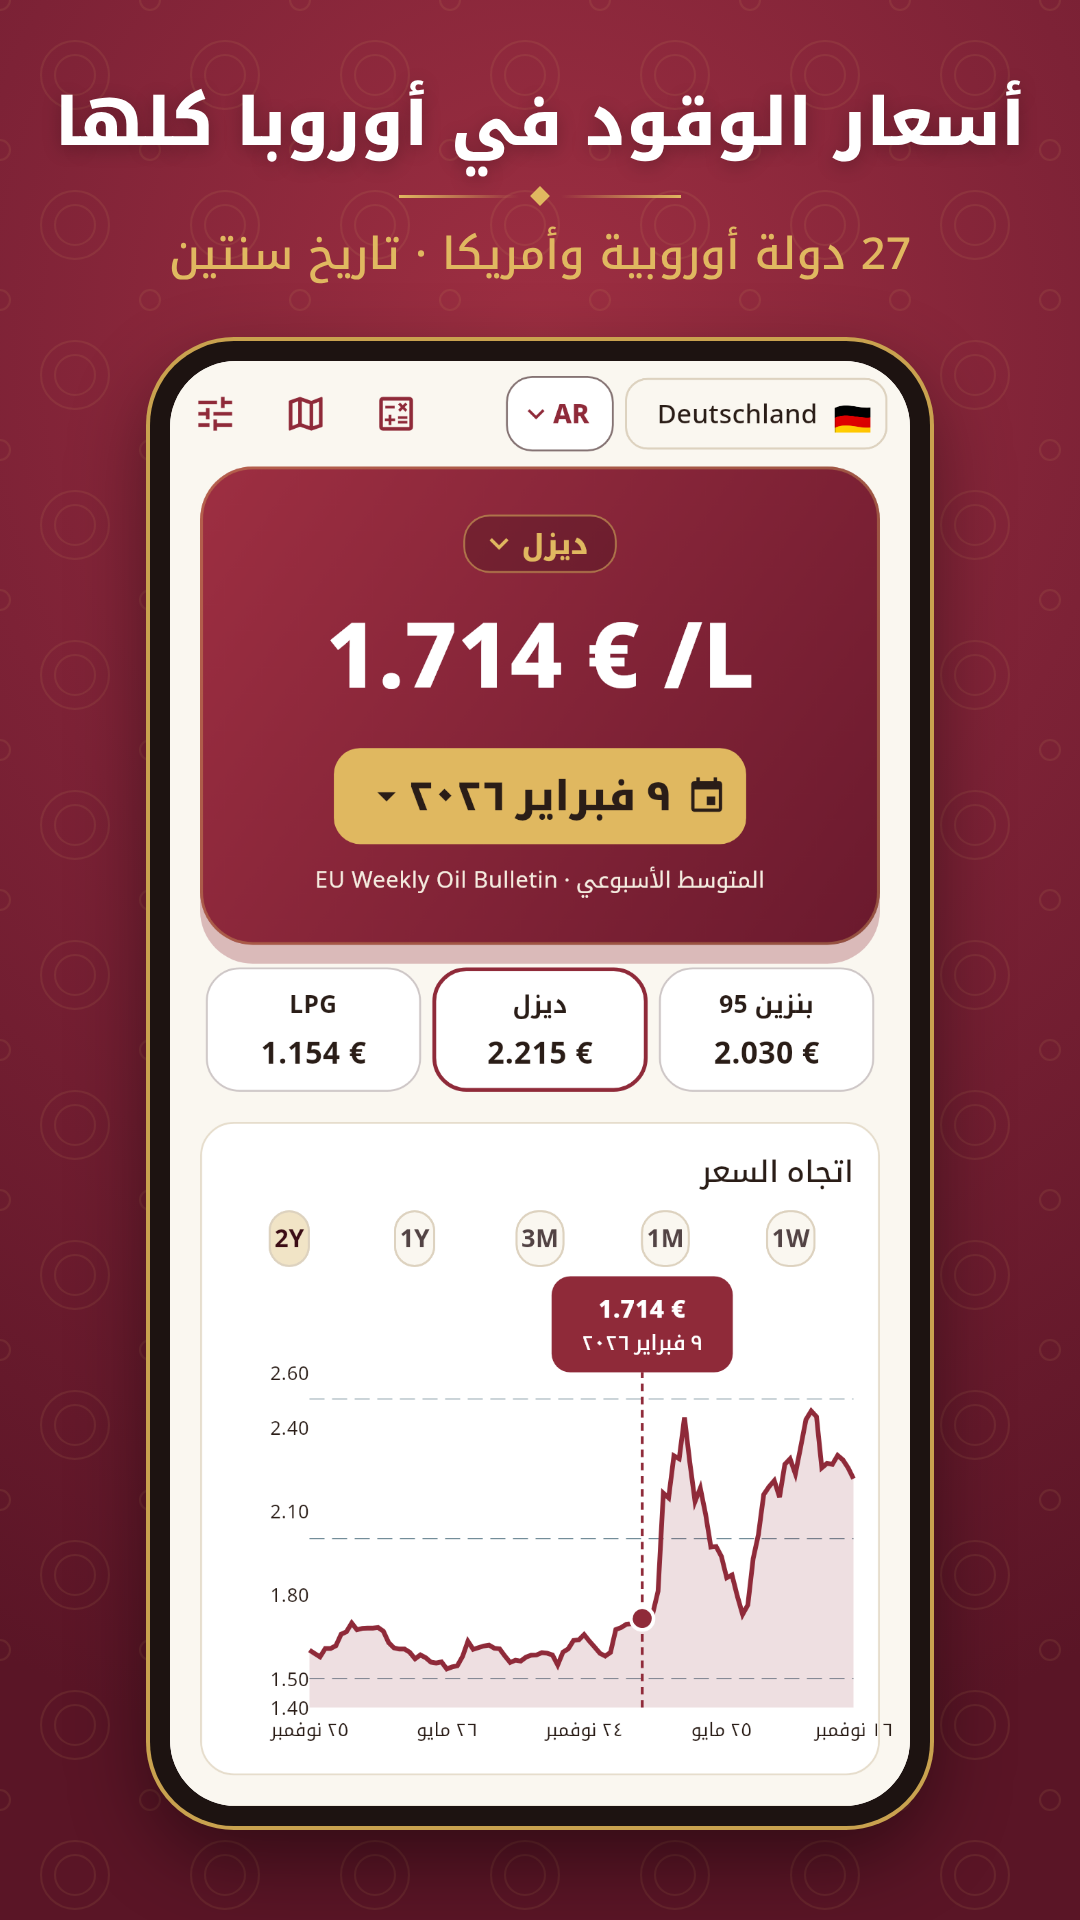 أسعار الوقود في أوروبا كلها
27 دولة أوروبية وأمريكا · تاريخ سنتين
Deutschland
AR
ديزل
1.714 € /L
٩ فبراير ٢٠٢٦
المتوسط الأسبوعي · EU Weekly Oil Bulletin
بنزين 95
2.030 €
ديزل
2.215 €
LPG
1.154 €
اتجاه السعر
1W
1M
3M
1Y
2Y
1.714 €
٩ فبراير ٢٠٢٦
2.60
2.40
2.10
1.80
1.50
1.40
٢٥ نوفمبر
٢٦ مايو
٢٤ نوفمبر
٢٥ مايو
١٦ نوفمبر